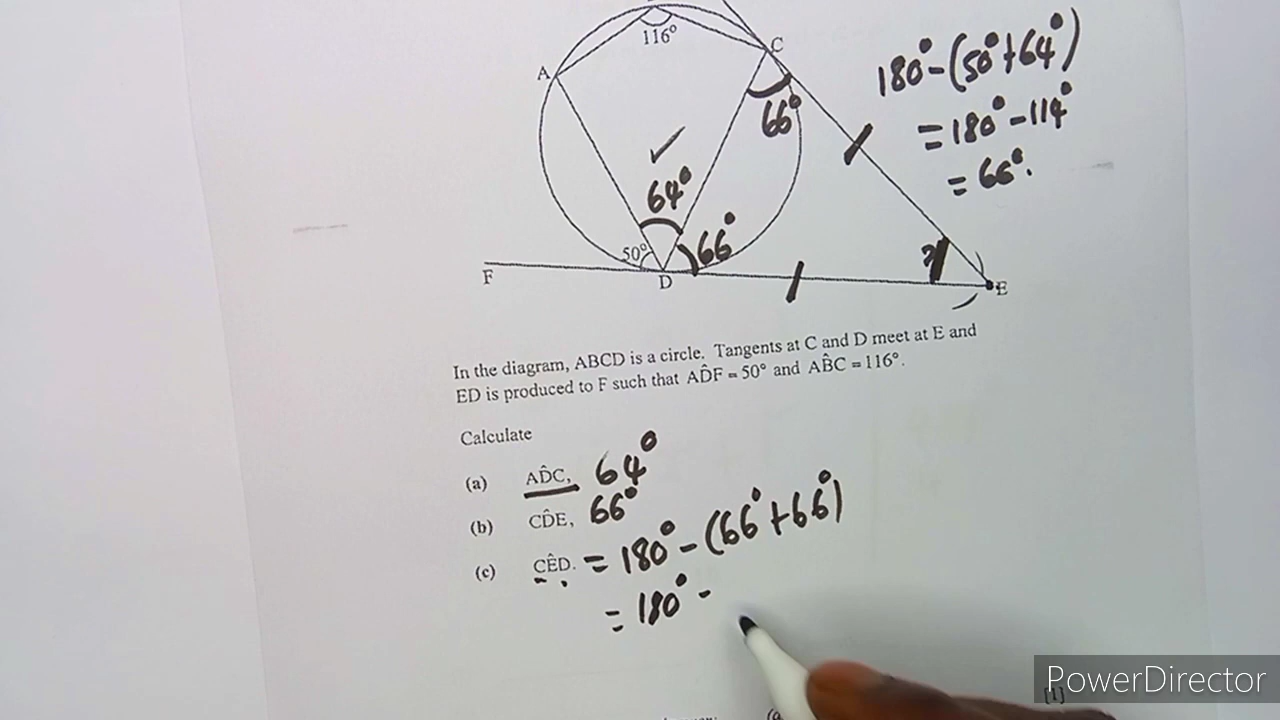 116°
C
A
66°
180° - (50° + 64°)
= 180° - 114°
= 66°.
64°
50°
66°
?
F
D
E
In the diagram, ABCD is a circle. Tangents at C and D meet at E and
ED is produced to F such that AD̂F = 50° and AB̂C = 116°.
Calculate
(a) AD̂C, 64°
(b) CD̂E, 66°
(c) CÊD. = 180° - (66° + 66°)
= 180° -
PowerDirector
[1]